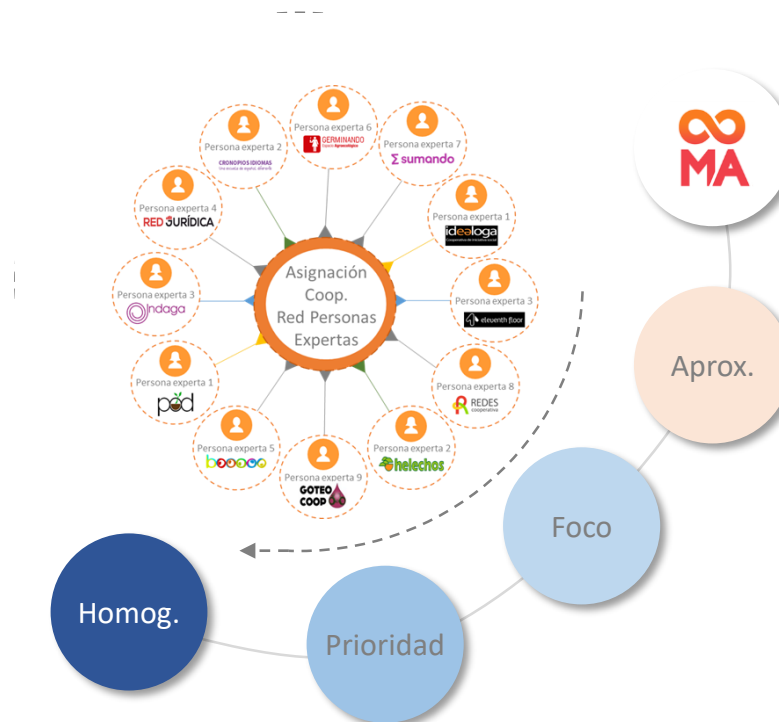 Persona experta 6
GERMINANDO
Persona experta 2
CRONOPIOS IDIOMAS
Persona experta 7
Σ sumando
Persona experta 4
RED JURÍDICA
Persona experta 1
idealoga
Persona experta 3
Indaga
Asignación
Coop.
Red Personas
Expertas
Persona experta 3
eleventh floor
Persona experta 1
pod
Persona experta 8
REDES
cooperativa
Persona experta 5
Persona experta 9
GOTEO
COOP
Persona experta 2
helechos
MA
Aprox.
Foco
Prioridad
Homog.